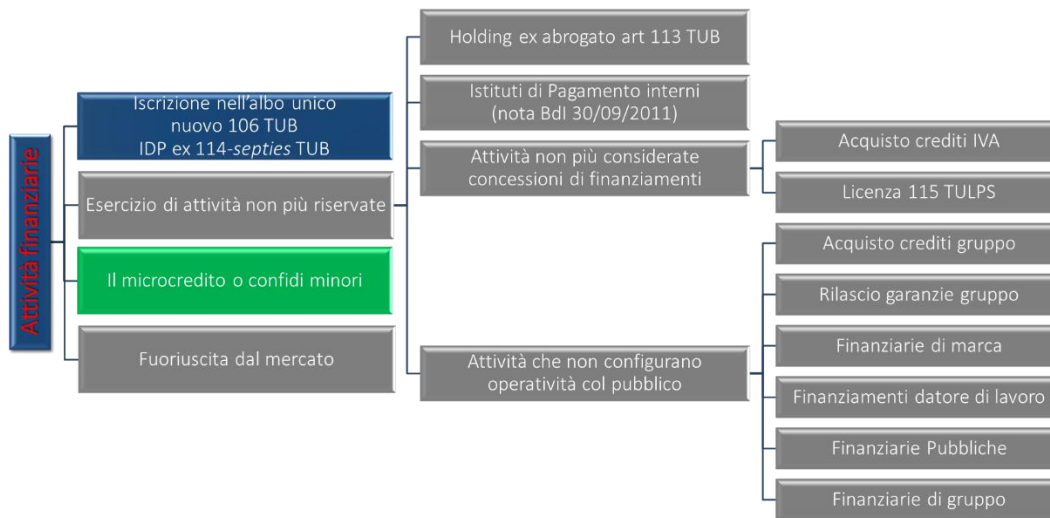 Attività finanziarie
Iscrizione nell'albo unico
nuovo 106 TUB
IDP ex 114-septies TUB
Esercizio di attività non più riservate
Il microcredito o confidi minori
Fuoriuscita dal mercato
Holding ex abrogato art 113 TUB
Istituti di Pagamento interni
(nota BdI 30/09/2011)
Attività non più considerate
concessioni di finanziamenti
Attività che non configurano
operatività col pubblico
Acquisto crediti IVA
Licenza 115 TULPS
Acquisto crediti gruppo
Rilascio garanzie gruppo
Finanziarie di marca
Finanziamenti datore di lavoro
Finanziarie Pubbliche
Finanziarie di gruppo